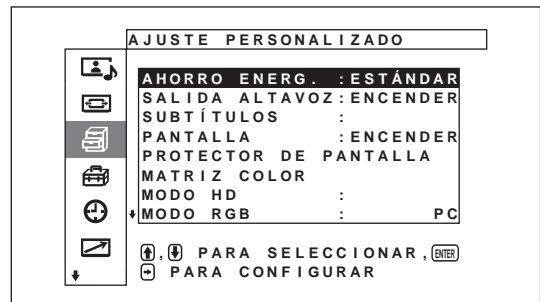 AJUSTE PERSONALIZADO
AHORRO ENERG. :ESTÁNDAR
SALIDA ALTAVOZ:ENCENDER
SUBTÍTULOS :
PANTALLA :ENCENDER
PROTECTOR DE PANTALLA
MATRIZ COLOR
MODO HD :
MODO RGB : PC
, PARA SELECCIONAR, ENTER
PARA CONFIGURAR